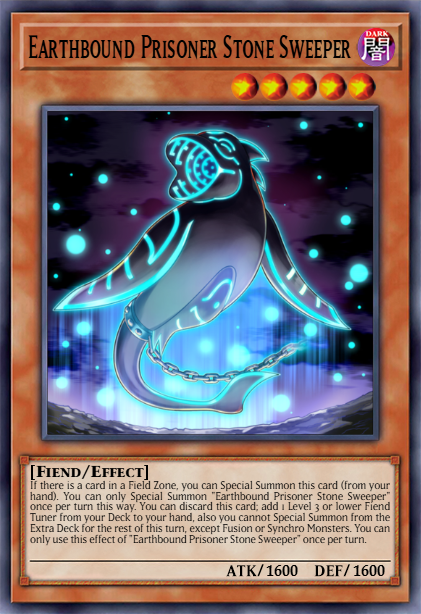 EARTHBOUND PRISONER STONE SWEEPER
DARK
闇
[FIEND/EFFECT]
If there is a card in a Field Zone, you can Special Summon this card (from your
hand). You can only Special Summon "Earthbound Prisoner Stone Sweeper"
once per turn this way. You can discard this card; add 1 Level 3 or lower Fiend
Tuner from your Deck to your hand, also you cannot Special Summon from the
Extra Deck for the rest of this turn, except Fusion or Synchro Monsters. You can
only use this effect of "Earthbound Prisoner Stone Sweeper" once per turn.
ATK/1600 DEF/1600